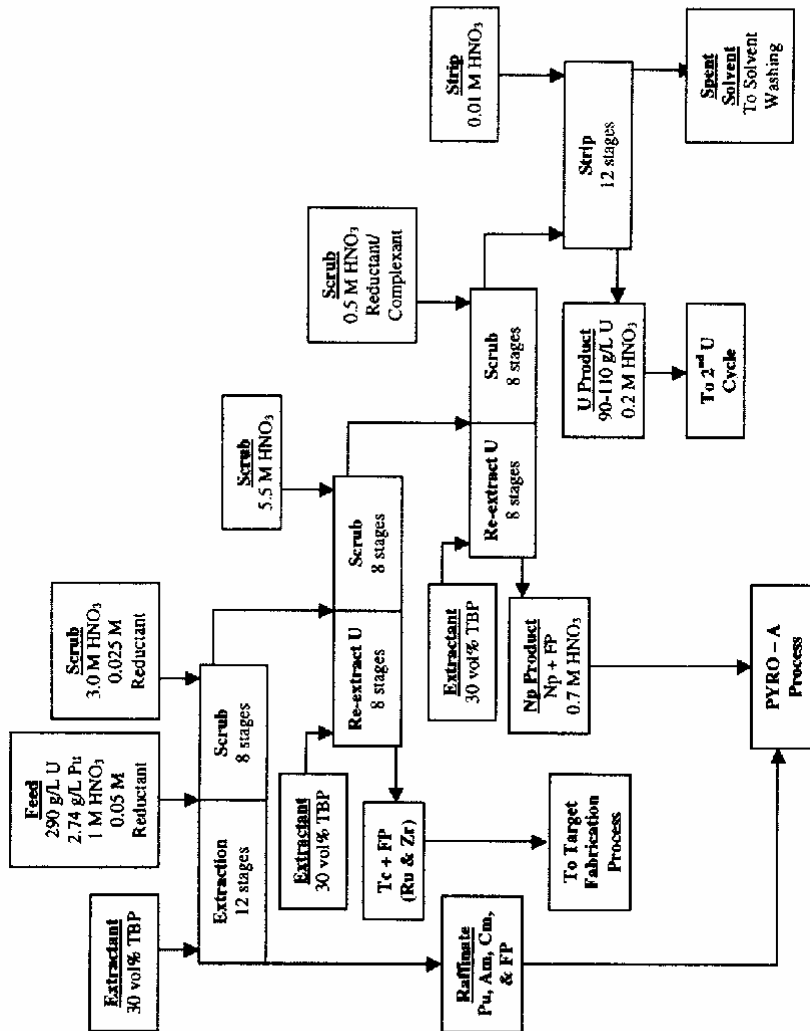 Extractant
30 vol% TBP
Feed
290 g/L U
2.74 g/L Pu
1 M HNO₃
0.05 M
Reductant
Scrub
3.0 M HNO₃
0.025 M
Reductant
Extraction
12 stages
Scrub
8 stages
Raffinate
Pu, Am, Cm,
& FP
Extractant
30 vol% TBP
Scrub
5.5 M HNO₃
Re-extract U
8 stages
Scrub
8 stages
Tc + FP
(Ru & Zr)
To Target
Fabrication
Process
Extractant
30 vol% TBP
Scrub
0.5 M HNO₃
Reductant/
Complexant
Re-extract U
8 stages
Scrub
8 stages
Np Product
Np + FP
0.7 M HNO₃
PYRO – A
Process
Strip
0.01 M HNO₃
Strip
12 stages
U Product
90-110 g/L U
0.2 M HNO₃
To 2ⁿᵈ U
Cycle
Spent
Solvent
To Solvent
Washing